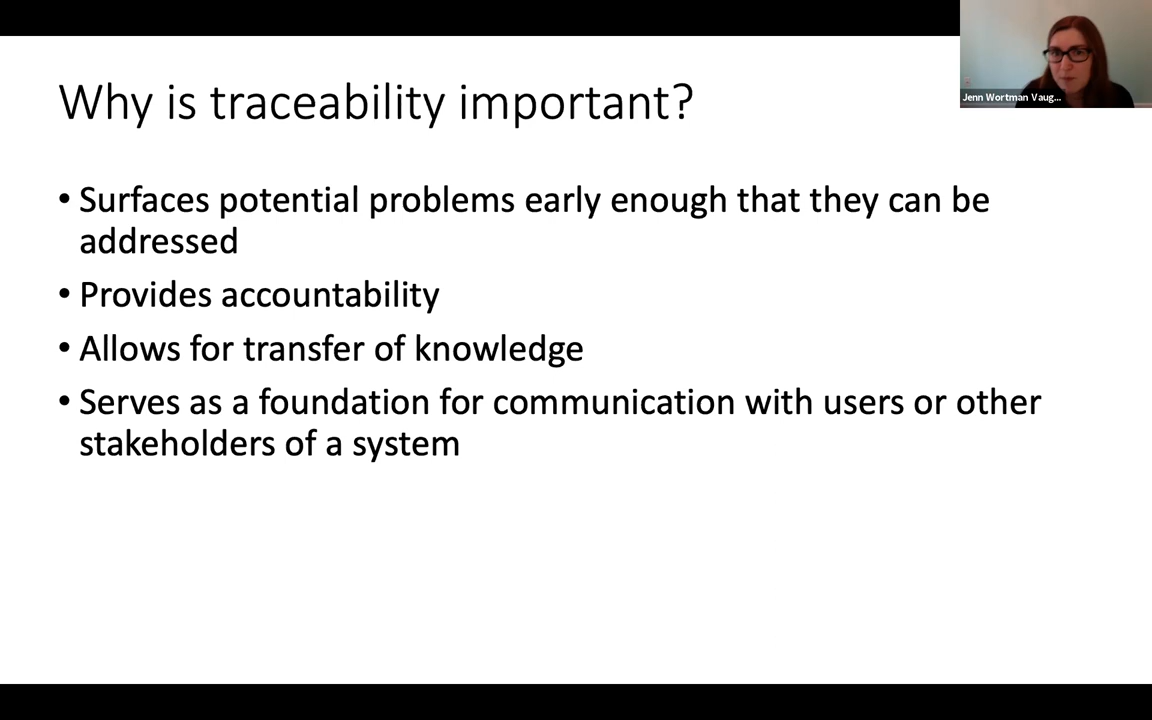 Jenn Wortman Vaug...
Why is traceability important?
• Surfaces potential problems early enough that they can be
addressed
• Provides accountability
• Allows for transfer of knowledge
• Serves as a foundation for communication with users or other
stakeholders of a system